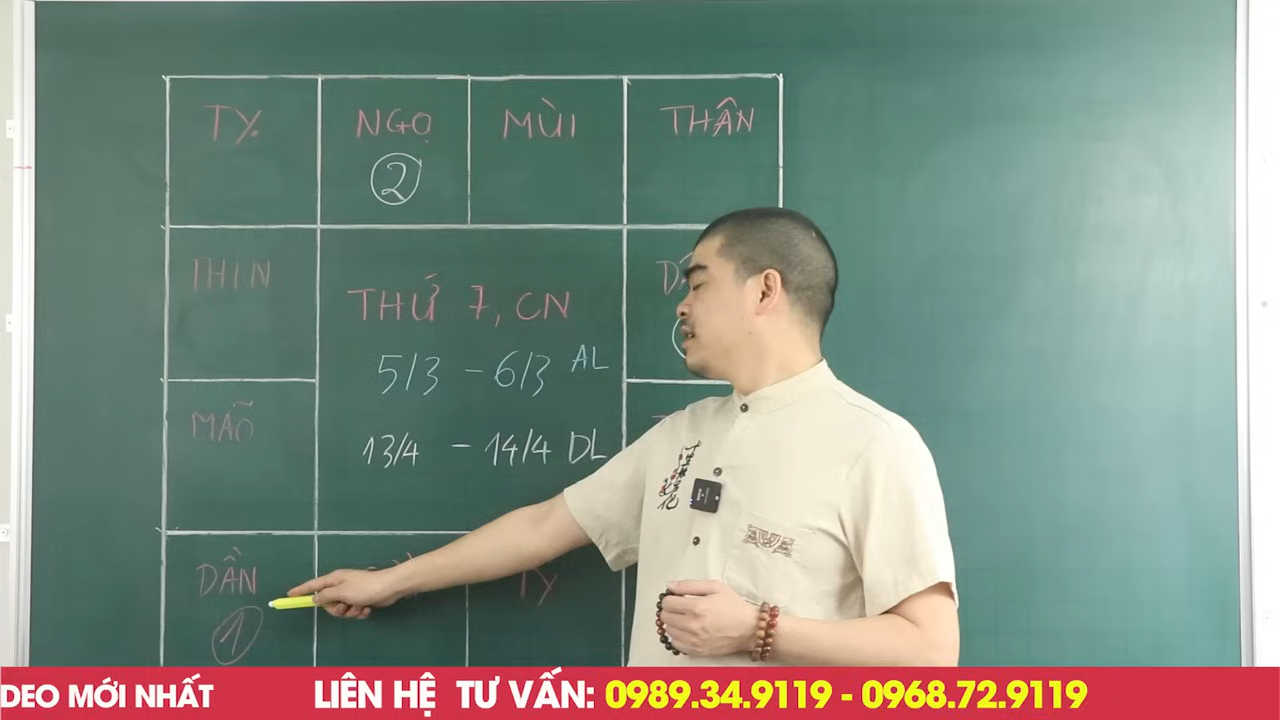 TỴ
NGỌ
MÙI
THÂN
2
THÌN
THỨ 7, CN
5/3 - 6/3 AL
MÃO
13/4 - 14/4 DL
DẦN
TÝ
1
DEO MỚI NHẤT
LIÊN HỆ TƯ VẤN: 0989.34.9119 - 0968.72.9119